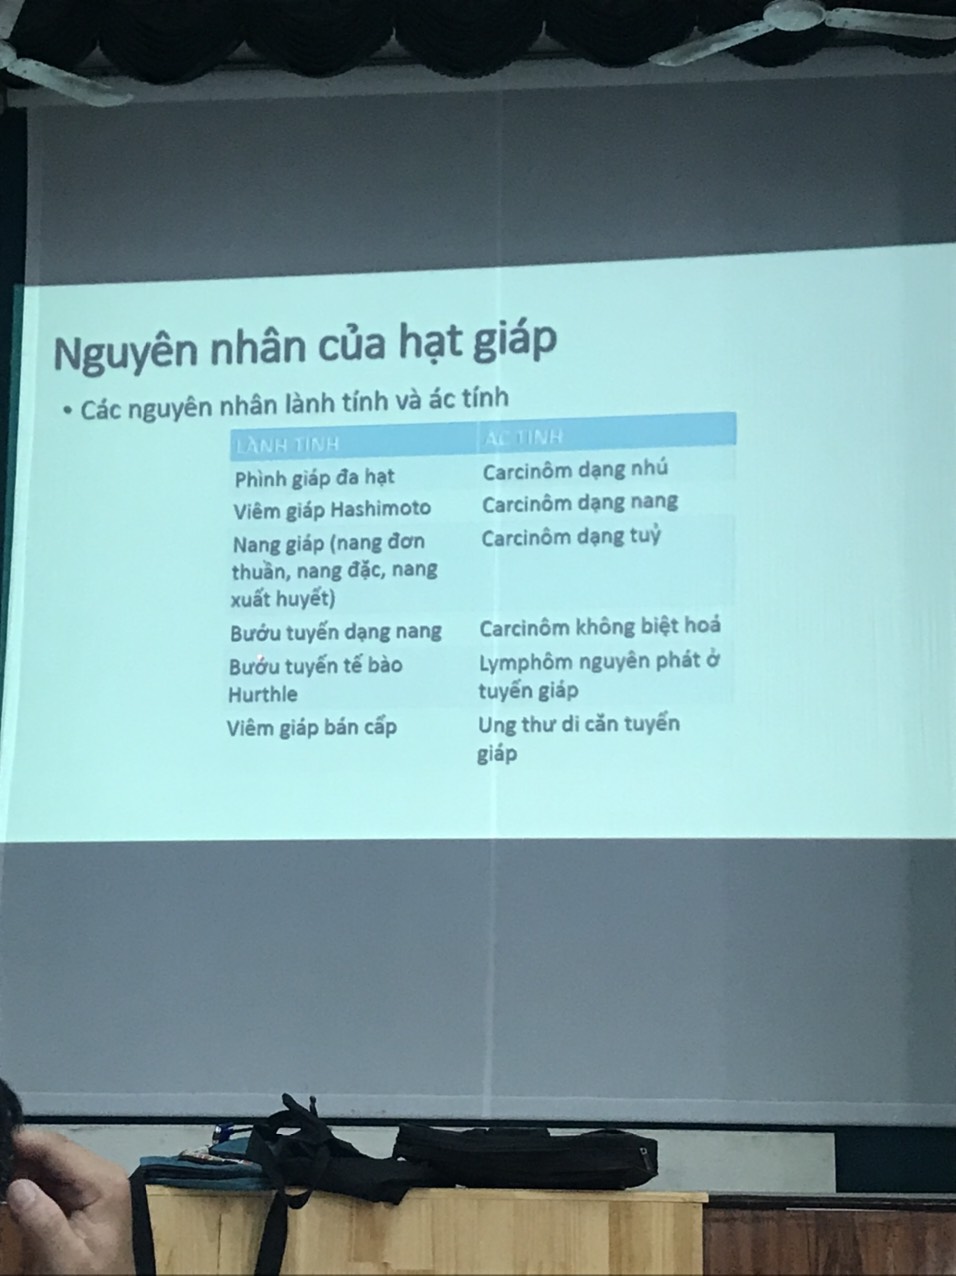 Nguyên nhân của hạt giáp
• Các nguyên nhân lành tính và ác tính
LÀNH TÍNH ÁC TÍNH
Phình giáp đa hạt Carcinôm dạng nhú
Viêm giáp Hashimoto Carcinôm dạng nang
Nang giáp (nang đơn Carcinôm dạng tuỷ
thuần, nang đặc, nang
xuất huyết)
Bướu tuyến dạng nang Carcinôm không biệt hoá
Bướu tuyến tế bào Lymphôm nguyên phát ở
Hurthle tuyến giáp
Viêm giáp bán cấp Ung thư di căn tuyến
giáp